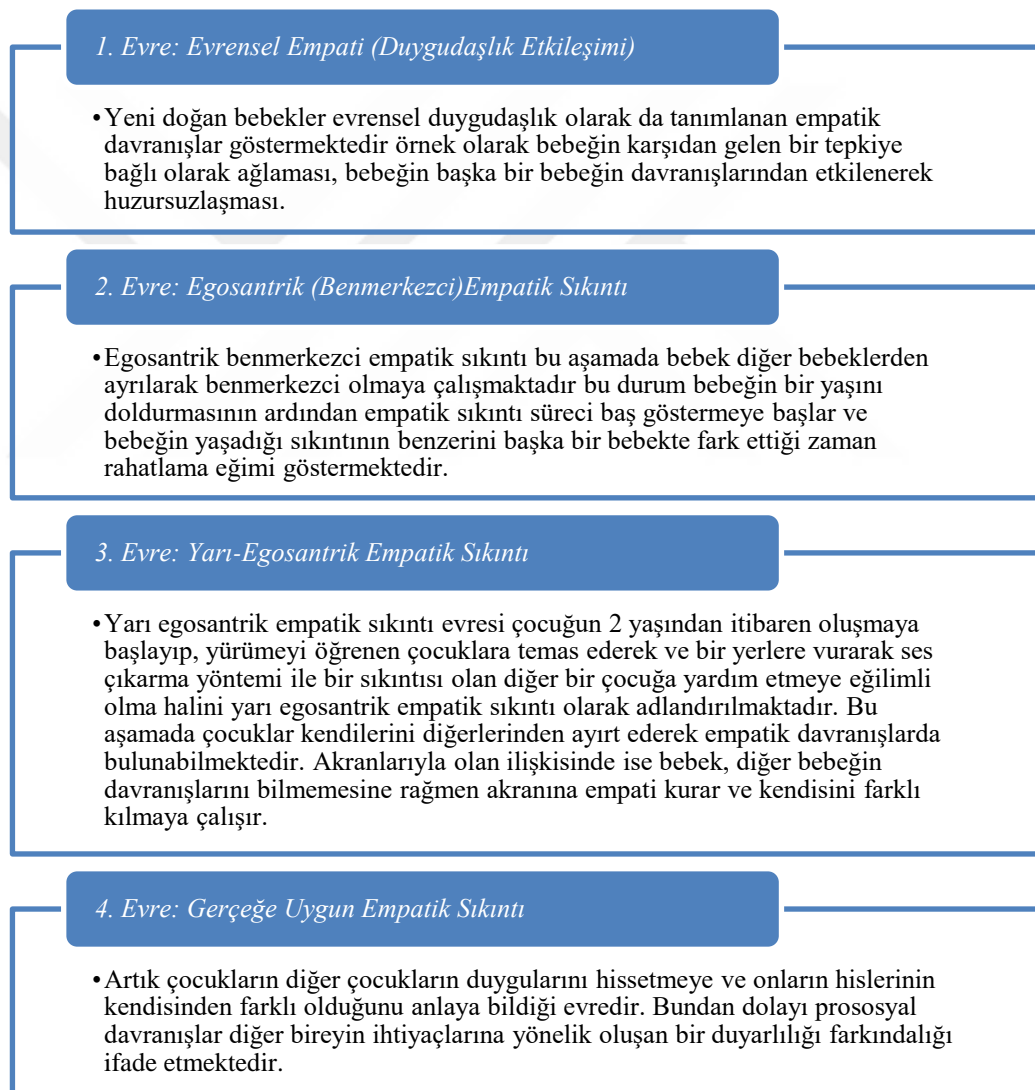 1. Evre: Evrensel Empati (Duygudaşlık Etkileşimi)
•Yeni doğan bebekler evrensel duygudaşlık olarak da tanımlanan empatik
davranışlar göstermektedir örnek olarak bebeğin karşıdan gelen bir tepkiye
bağlı olarak ağlaması, bebeğin başka bir bebeğin davranışlarından etkilenerek
huzursuzlaşması.
2. Evre: Egosantrik (Benmerkezci)Empatik Sıkıntı
•Egosantrik benmerkezci empatik sıkıntı bu aşamada bebek diğer bebeklerden
ayrılarak benmerkezci olmaya çalışmaktadır bu durum bebeğin bir yaşını
doldurmasının ardından empatik sıkıntı süreci baş göstermeye başlar ve
bebeğin yaşadığı sıkıntının benzerini başka bir bebekte fark ettiği zaman
rahatlama eğimi göstermektedir.
3. Evre: Yarı-Egosantrik Empatik Sıkıntı
•Yarı egosantrik empatik sıkıntı evresi çocuğun 2 yaşından itibaren oluşmaya
başlayıp, yürümeyi öğrenen çocuklara temas ederek ve bir yerlere vurarak ses
çıkarma yöntemi ile bir sıkıntısı olan diğer bir çocuğa yardım etmeye eğilimli
olma halini yarı egosantrik empatik sıkıntı olarak adlandırılmaktadır. Bu
aşamada çocuklar kendilerini diğerlerinden ayırt ederek empatik davranışlarda
bulunabilmektedir. Akranlarıyla olan ilişkisinde ise bebek, diğer bebeğin
davranışlarını bilmemesine rağmen akranına empati kurar ve kendisini farklı
kılmaya çalışır.
4. Evre: Gerçeğe Uygun Empatik Sıkıntı
•Artık çocukların diğer çocukların duygularını hissetmeye ve onların hislerinin
kendisinden farklı olduğunu anlaya bildiği evredir. Bundan dolayı prososyal
davranışlar diğer bireyin ihtiyaçlarına yönelik oluşan bir duyarlılığı farkındalığı
ifade etmektedir.